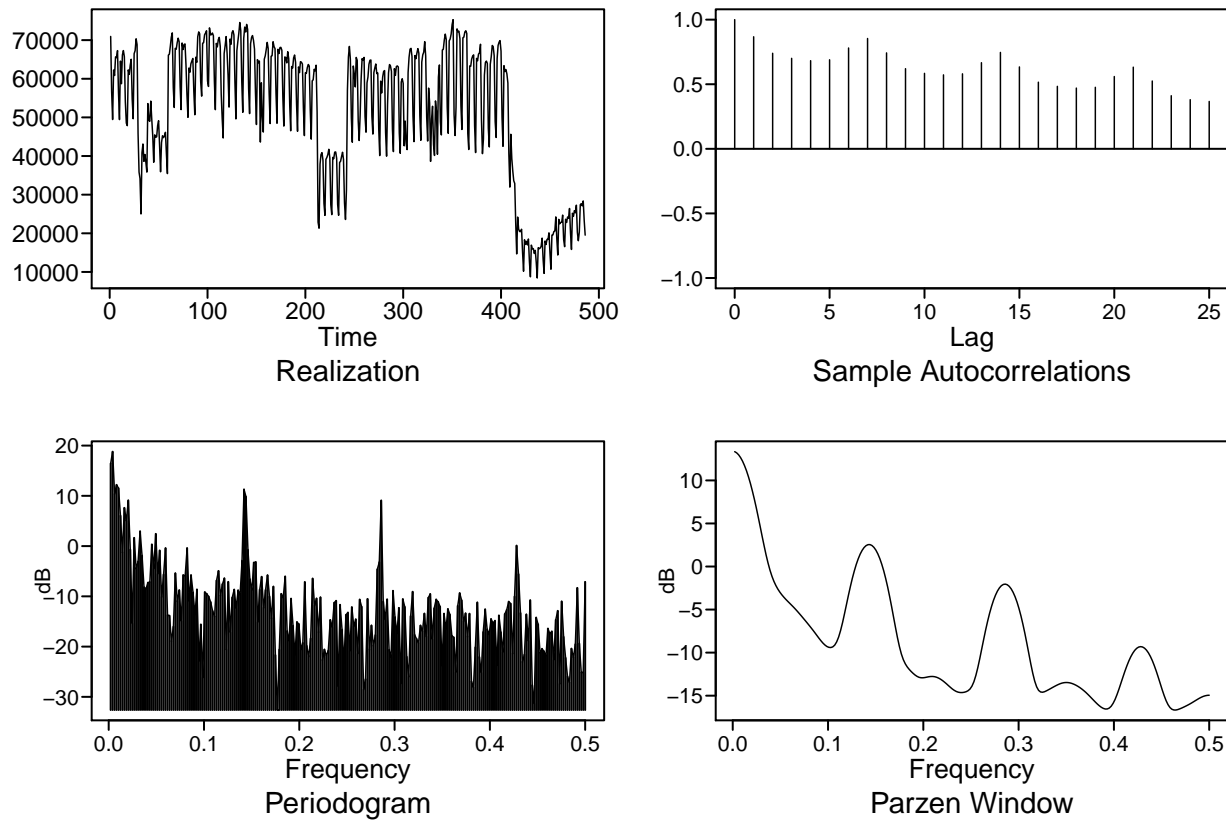 70000
60000
50000
40000
30000
20000
10000
0 100 200 300 400 500
Time
Realization
1.0
0.5
0.0
−0.5
−1.0
0 5 10 15 20 25
Lag
Sample Autocorrelations
20
10
0
−10
−20
−30
dB
0.0 0.1 0.2 0.3 0.4 0.5
Frequency
Periodogram
10
5
0
−5
−10
−15
dB
0.0 0.1 0.2 0.3 0.4 0.5
Frequency
Parzen Window